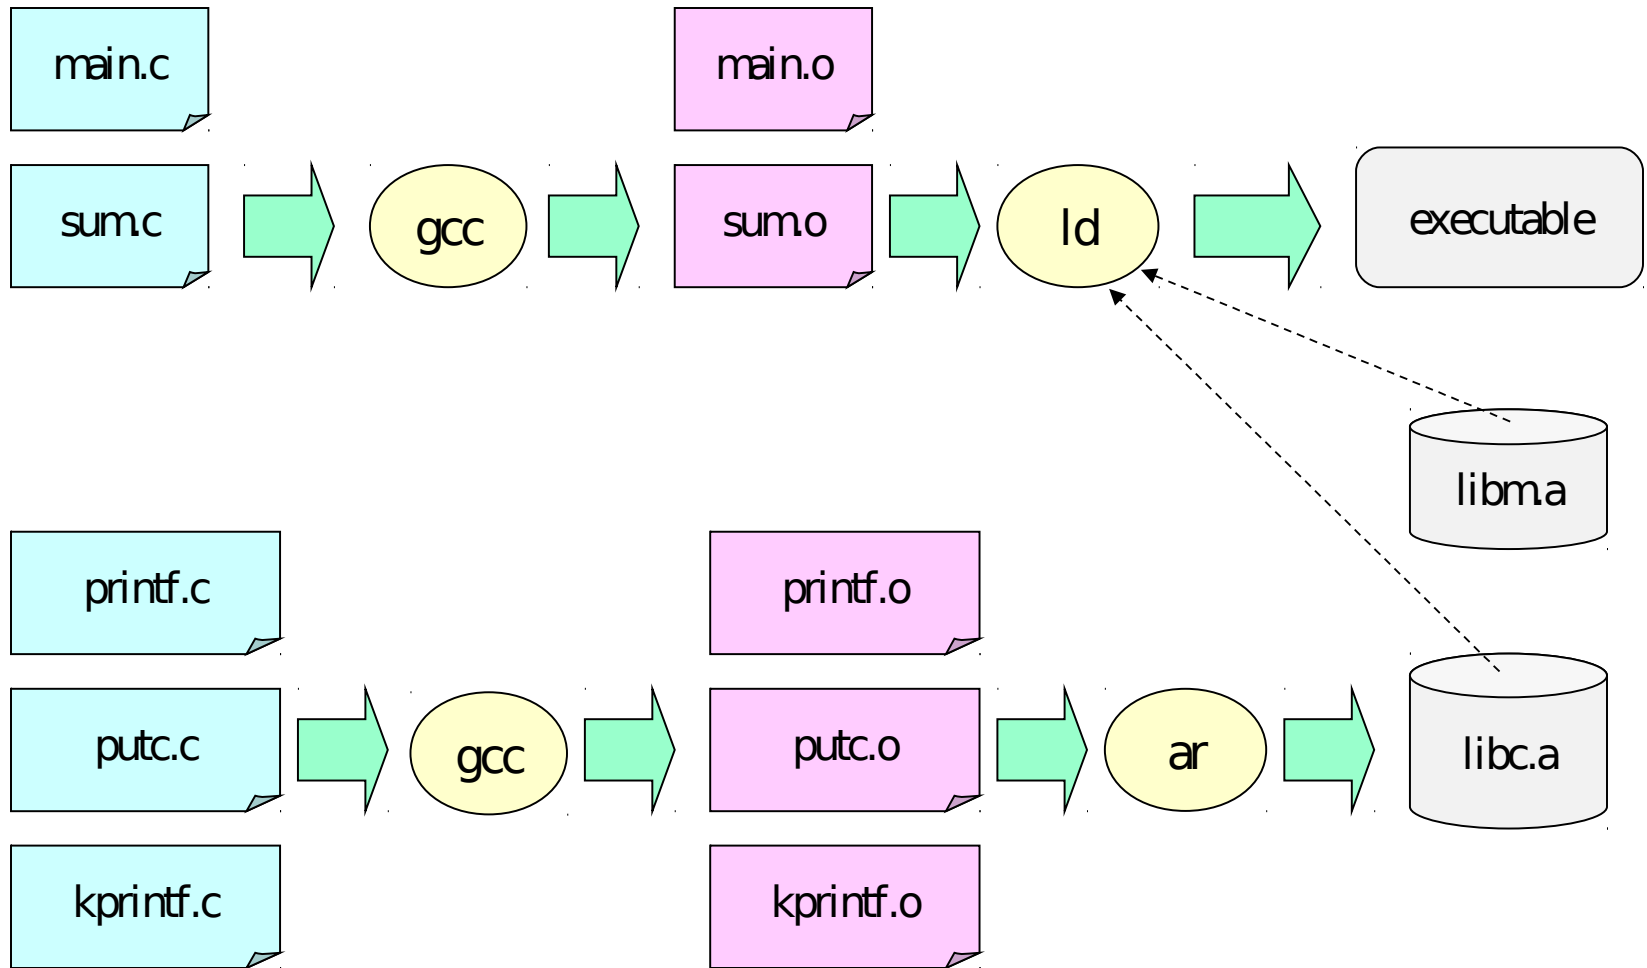 main.c
main.o
sum.c
gcc
sum.o
ld
executable
libm.a
printf.c
printf.o
putc.c
gcc
putc.o
ar
libc.a
kprintf.c
kprintf.o